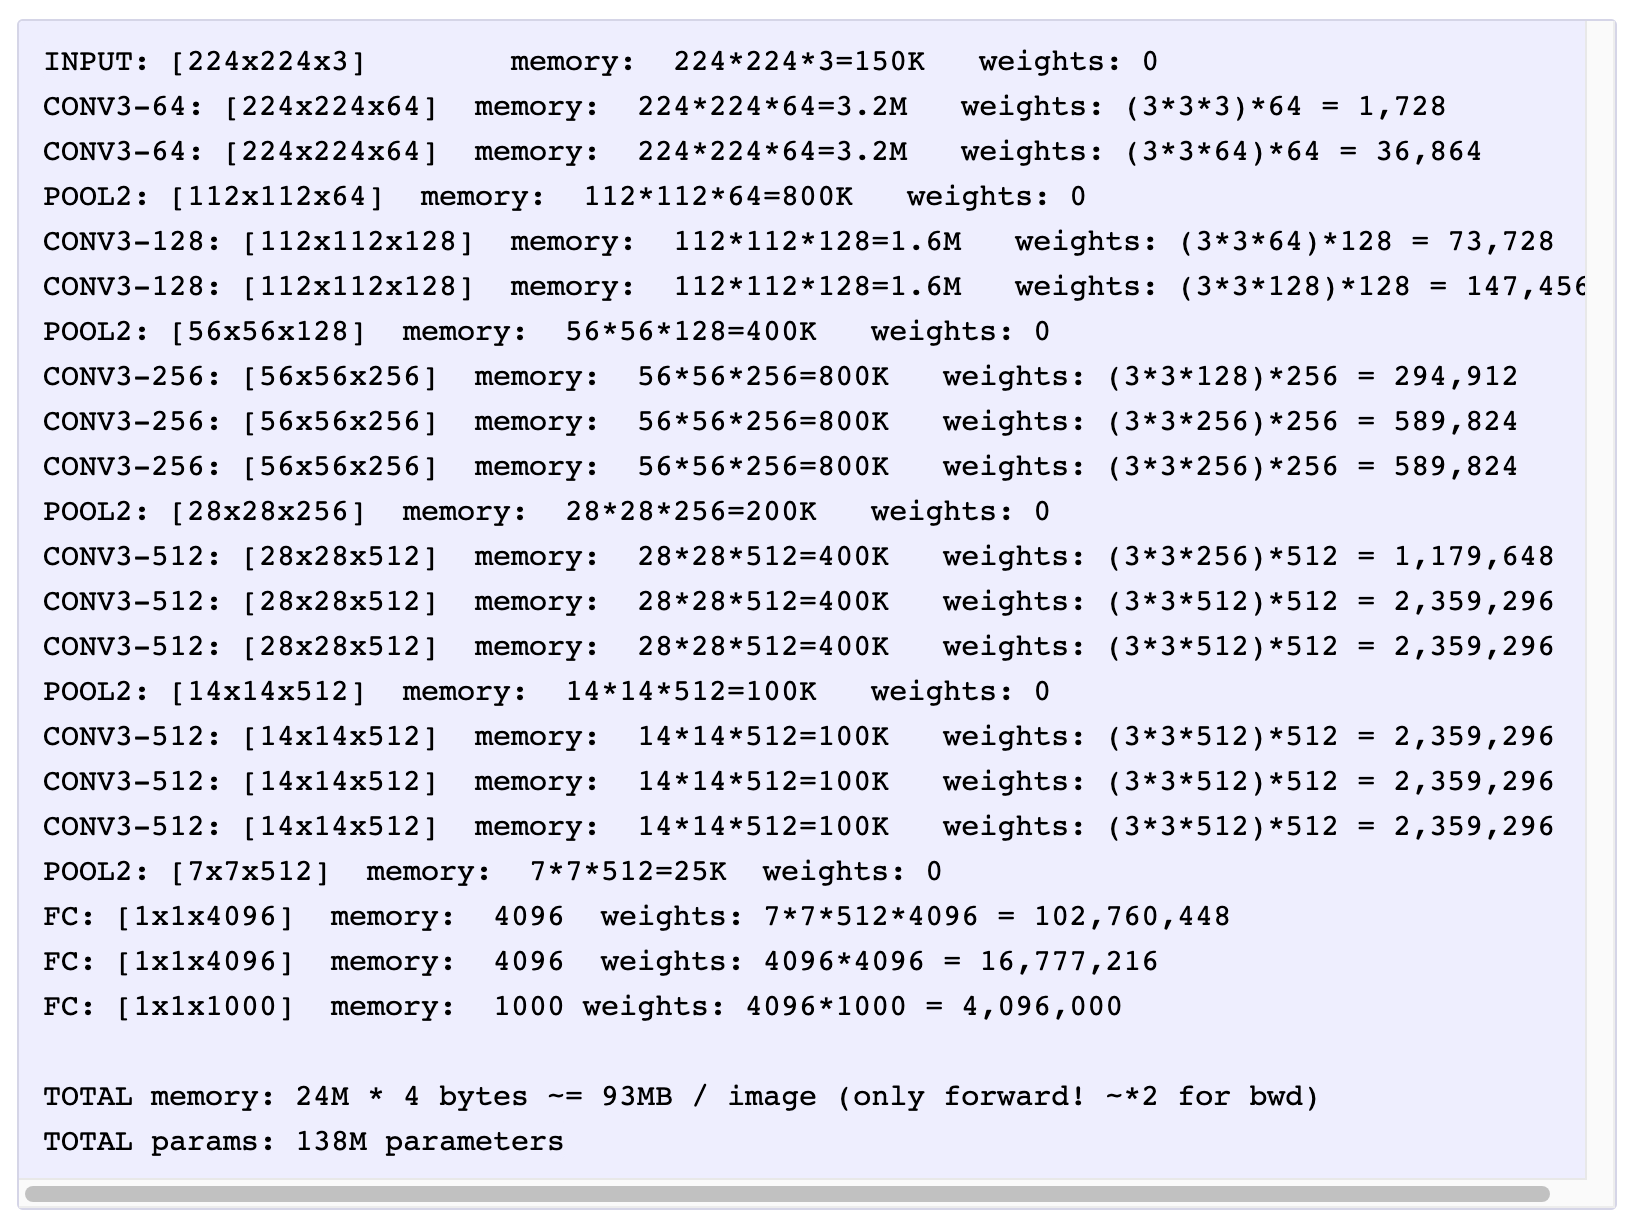 INPUT: [224x224x3]        memory:  224*224*3=150K   weights: 0
CONV3-64: [224x224x64]  memory:  224*224*64=3.2M   weights: (3*3*3)*64 = 1,728
CONV3-64: [224x224x64]  memory:  224*224*64=3.2M   weights: (3*3*64)*64 = 36,864
POOL2: [112x112x64]  memory:  112*112*64=800K   weights: 0
CONV3-128: [112x112x128]  memory:  112*112*128=1.6M   weights: (3*3*64)*128 = 73,728
CONV3-128: [112x112x128]  memory:  112*112*128=1.6M   weights: (3*3*128)*128 = 147,456
POOL2: [56x56x128]  memory:  56*56*128=400K   weights: 0
CONV3-256: [56x56x256]  memory:  56*56*256=800K   weights: (3*3*128)*256 = 294,912
CONV3-256: [56x56x256]  memory:  56*56*256=800K   weights: (3*3*256)*256 = 589,824
CONV3-256: [56x56x256]  memory:  56*56*256=800K   weights: (3*3*256)*256 = 589,824
POOL2: [28x28x256]  memory:  28*28*256=200K   weights: 0
CONV3-512: [28x28x512]  memory:  28*28*512=400K   weights: (3*3*256)*512 = 1,179,648
CONV3-512: [28x28x512]  memory:  28*28*512=400K   weights: (3*3*512)*512 = 2,359,296
CONV3-512: [28x28x512]  memory:  28*28*512=400K   weights: (3*3*512)*512 = 2,359,296
POOL2: [14x14x512]  memory:  14*14*512=100K   weights: 0
CONV3-512: [14x14x512]  memory:  14*14*512=100K   weights: (3*3*512)*512 = 2,359,296
CONV3-512: [14x14x512]  memory:  14*14*512=100K   weights: (3*3*512)*512 = 2,359,296
CONV3-512: [14x14x512]  memory:  14*14*512=100K   weights: (3*3*512)*512 = 2,359,296
POOL2: [7x7x512]  memory:  7*7*512=25K  weights: 0
FC: [1x1x4096]  memory:  4096  weights: 7*7*512*4096 = 102,760,448
FC: [1x1x4096]  memory:  4096  weights: 4096*4096 = 16,777,216
FC: [1x1x1000]  memory:  1000 weights: 4096*1000 = 4,096,000

TOTAL memory: 24M * 4 bytes ~= 93MB / image (only forward! ~*2 for bwd)
TOTAL params: 138M parameters